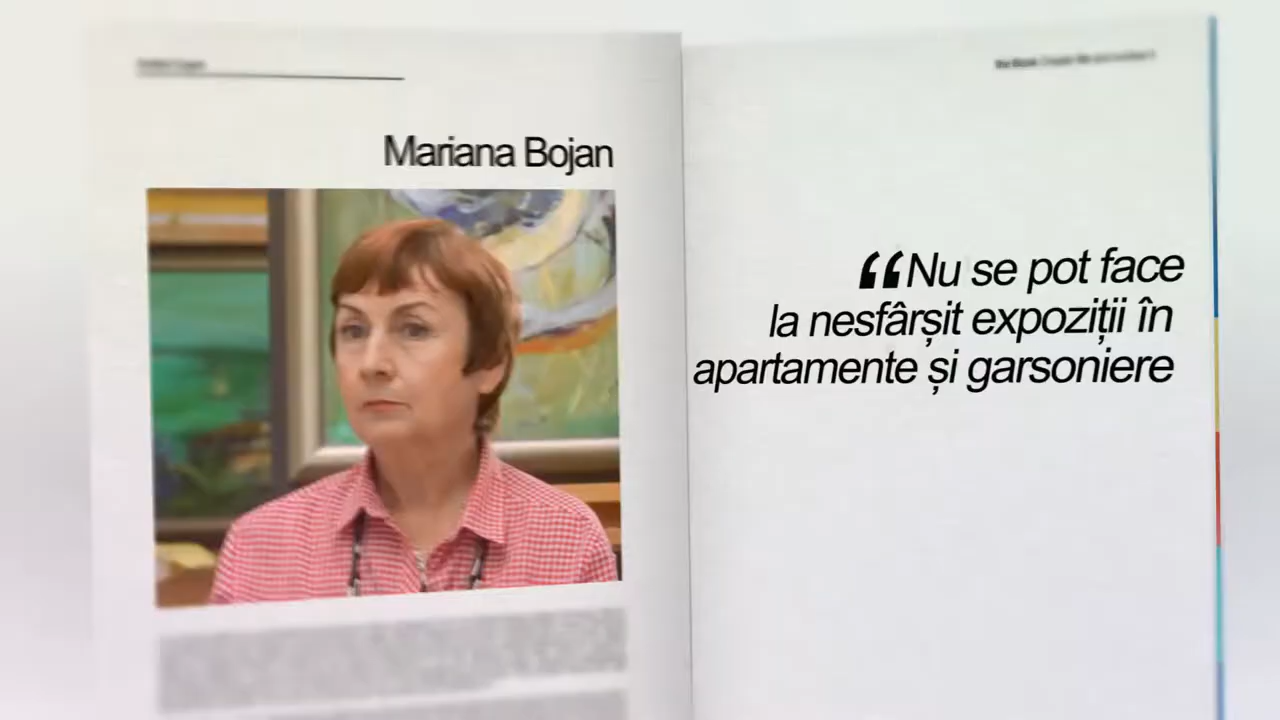 Mariana Bojan
“Nu se pot face
la nesfârșit expoziții în
apartamente și garsoniere